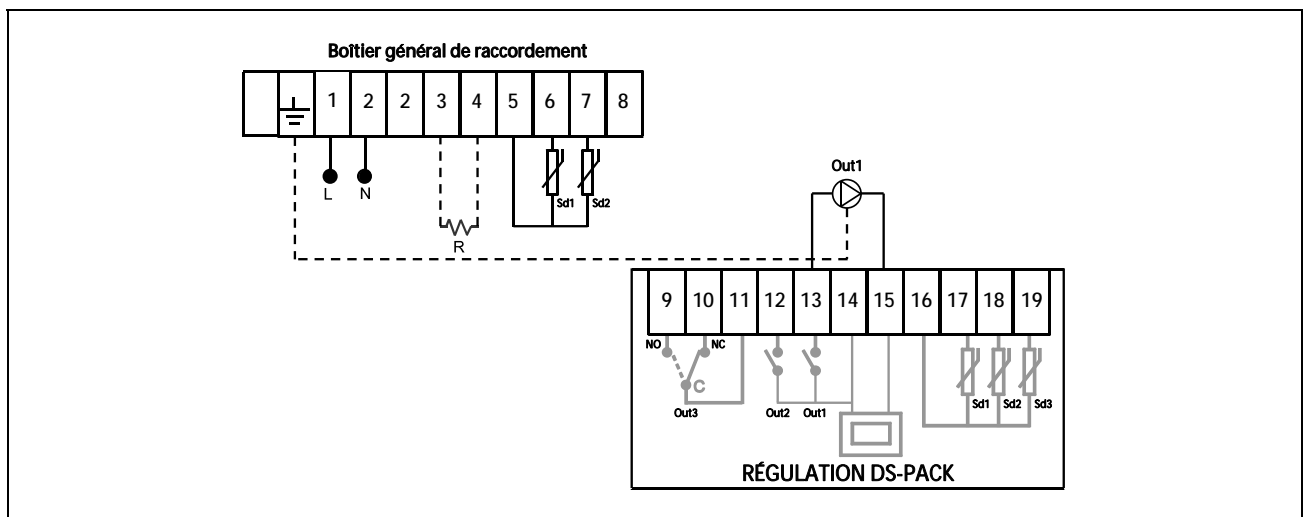 Boîtier général de raccordement
1 2 2 3 4 5 6 7 8
L N
R
Sd1 Sd2
Out1
9 10 11 12 13 14 15 16 17 18 19
NO NC
C
Out3 Out2 Out1
Sd1 Sd2 Sd3
RÉGULATION DS-PACK